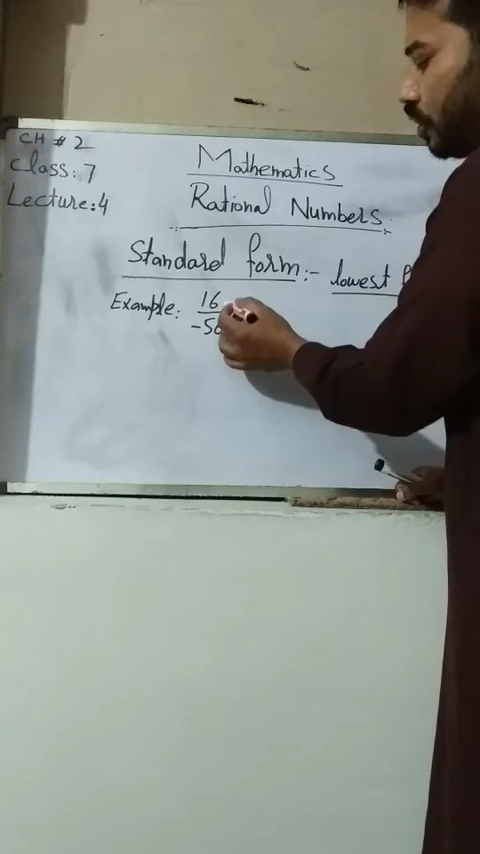 CH # 2
Class: 7
Lecture: 4
Mathematics
Rational Numbers.
Standard form:- lowest
Example: 16